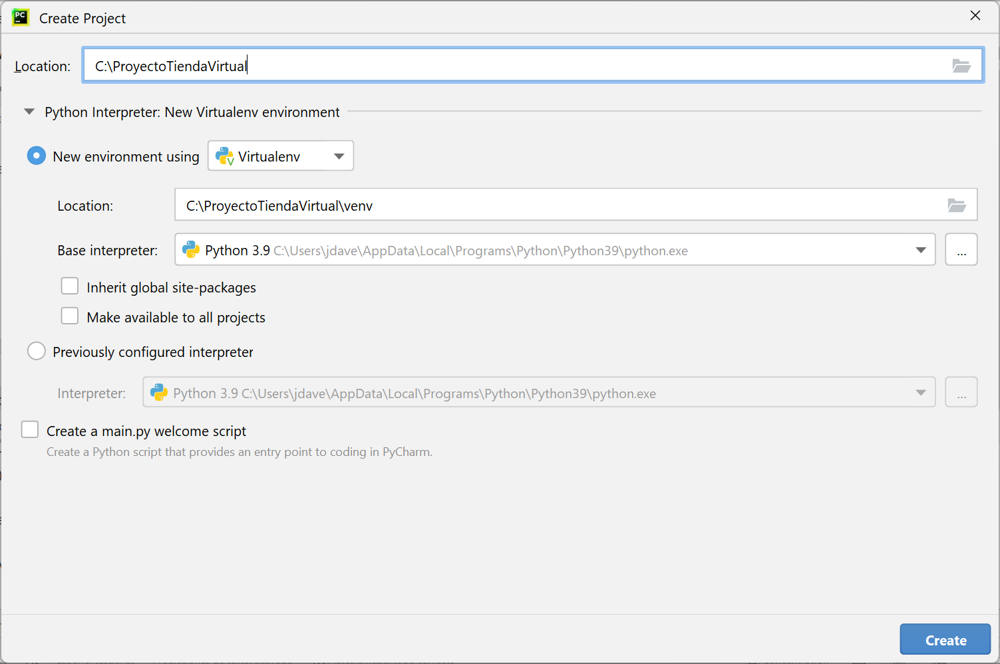 PC
Create Project
Location: C:\ProyectoTiendaVirtual
Python Interpreter: New Virtualenv environment
New environment using Virtualenv
Location: C:\ProyectoTiendaVirtual\venv
Base interpreter: Python 3.9 C:\Users\jdave\AppData\Local\Programs\Python\Python39\python.exe ...
Inherit global site-packages
Make available to all projects
Previously configured interpreter
Interpreter: Python 3.9 C:\Users\jdave\AppData\Local\Programs\Python\Python39\python.exe ...
Create a main.py welcome script
Create a Python script that provides an entry point to coding in PyCharm.
Create